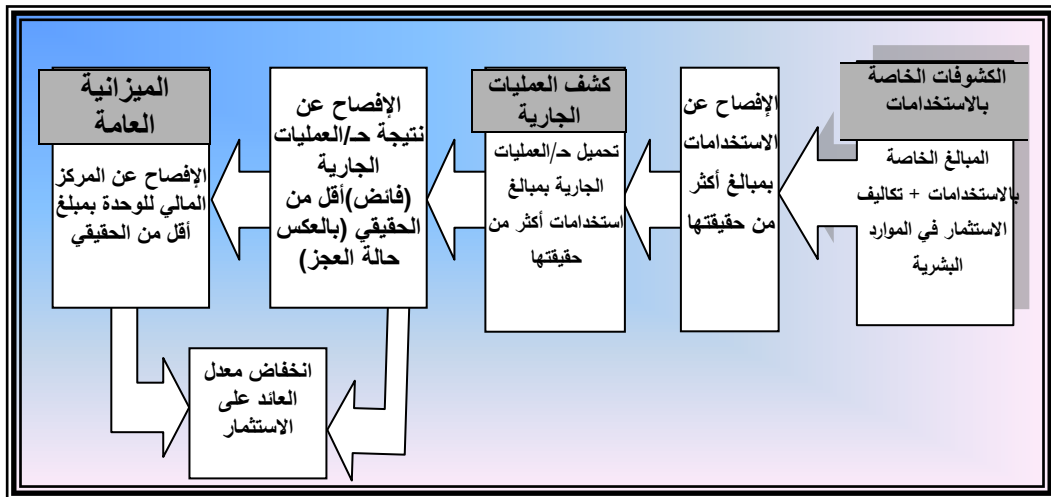 الكشوفات الخاصة
بالاستخدامات
المبالغ الخاصة
بالاستخدامات + تكاليف
الاستثمار في الموارد
البشرية
الإفصاح عن
الاستخدامات
بمبالغ أكثر
من حقيقتها
كشف العمليات
الجارية
تحميل حـ/العمليات
الجارية بمبالغ
استخدامات أكثر من
حقيقتها
الإفصاح عن
نتيجة حـ/العمليات
الجارية
(فائض)أقل من
الحقيقي (بالعكس
حالة العجز)
الميزانية
العامة
الإفصاح عن المركز
المالي للوحدة بمبلغ
أقل من الحقيقي
انخفاض معدل
العائد على
الاستثمار